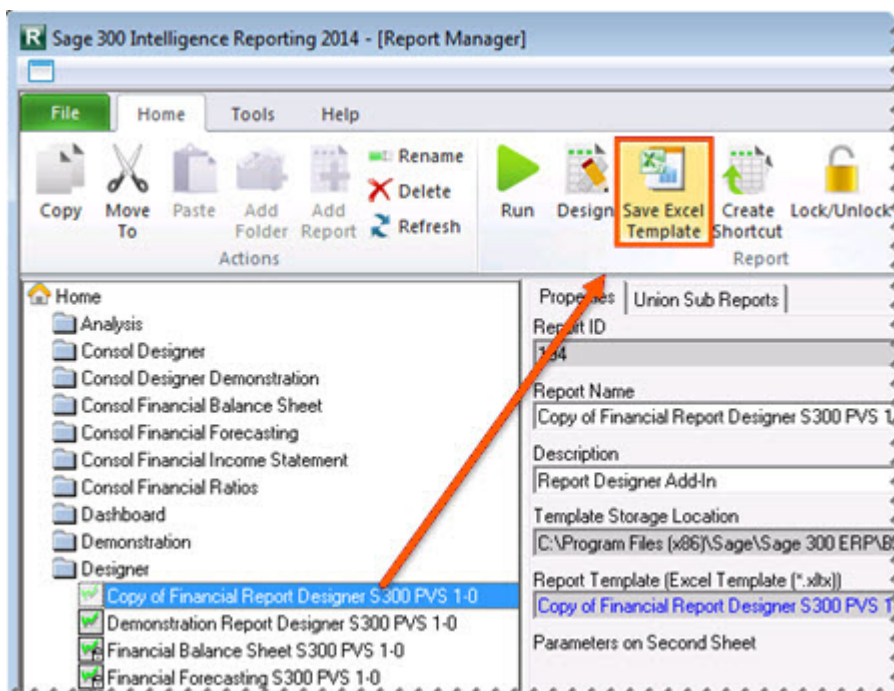 Sage 300 Intelligence Reporting 2014 - [Report Manager]
File Home Tools Help
Copy
Move To
Paste
Add Folder
Add Report
Rename
Delete
Refresh
Actions
Run
Design
Save Excel Template
Create Shortcut
Lock/Unlock
Report
Home
Analysis
Consol Designer
Consol Designer Demonstration
Consol Financial Balance Sheet
Consol Financial Forecasting
Consol Financial Income Statement
Consol Financial Ratios
Dashboard
Demonstration
Designer
Copy of Financial Report Designer S300 PVS 1-0
Demonstration Report Designer S300 PVS 1-0
Financial Balance Sheet S300 PVS 1-0
Financial Forecasting S300 PVS 1-0
Properties Union Sub Reports
Report ID
Report Name
Copy of Financial Report Designer S300 PVS
Description
Report Designer Add-In
Template Storage Location
C:\Program Files (x86)\Sage\Sage 300 ERP\
Report Template (Excel Template (*.xltx))
Copy of Financial Report Designer S300 PVS
Parameters on Second Sheet